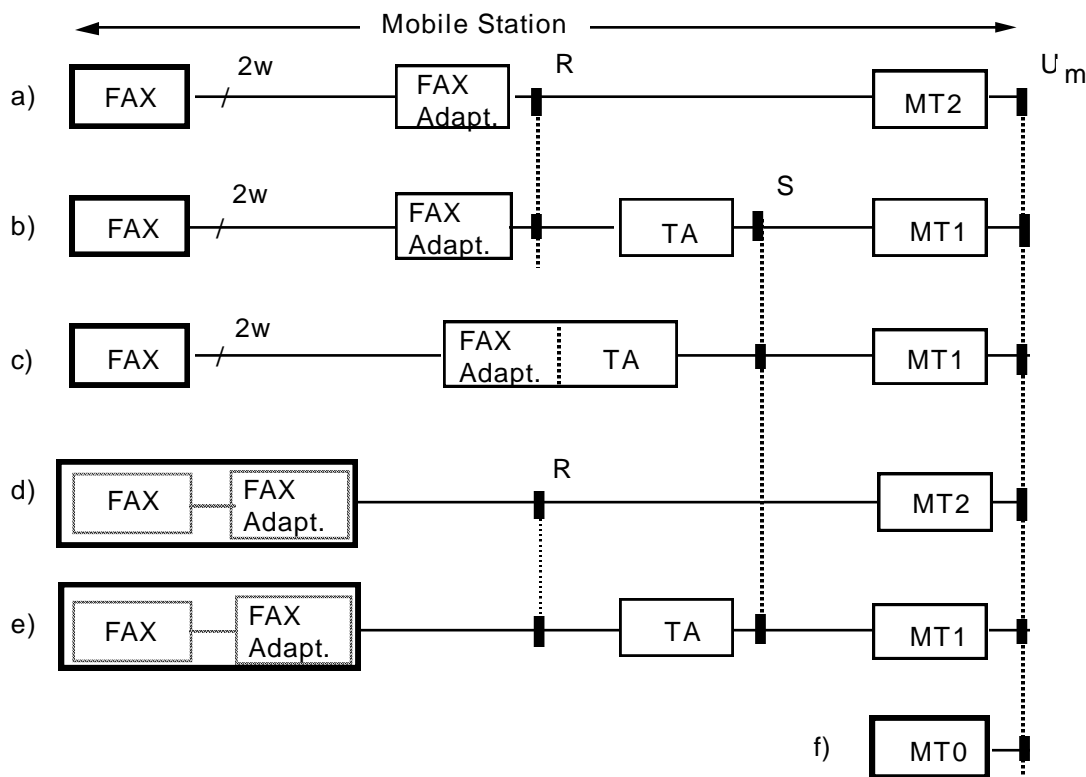 Mobile Station
R
U
m
a)
FAX
2w
FAX
Adapt.
MT2
b)
FAX
2w
FAX
Adapt.
TA
S
MT1
c)
FAX
2w
FAX
Adapt.
TA
MT1
d)
FAX
FAX
Adapt.
R
MT2
e)
FAX
FAX
Adapt.
TA
MT1
f)
MT0